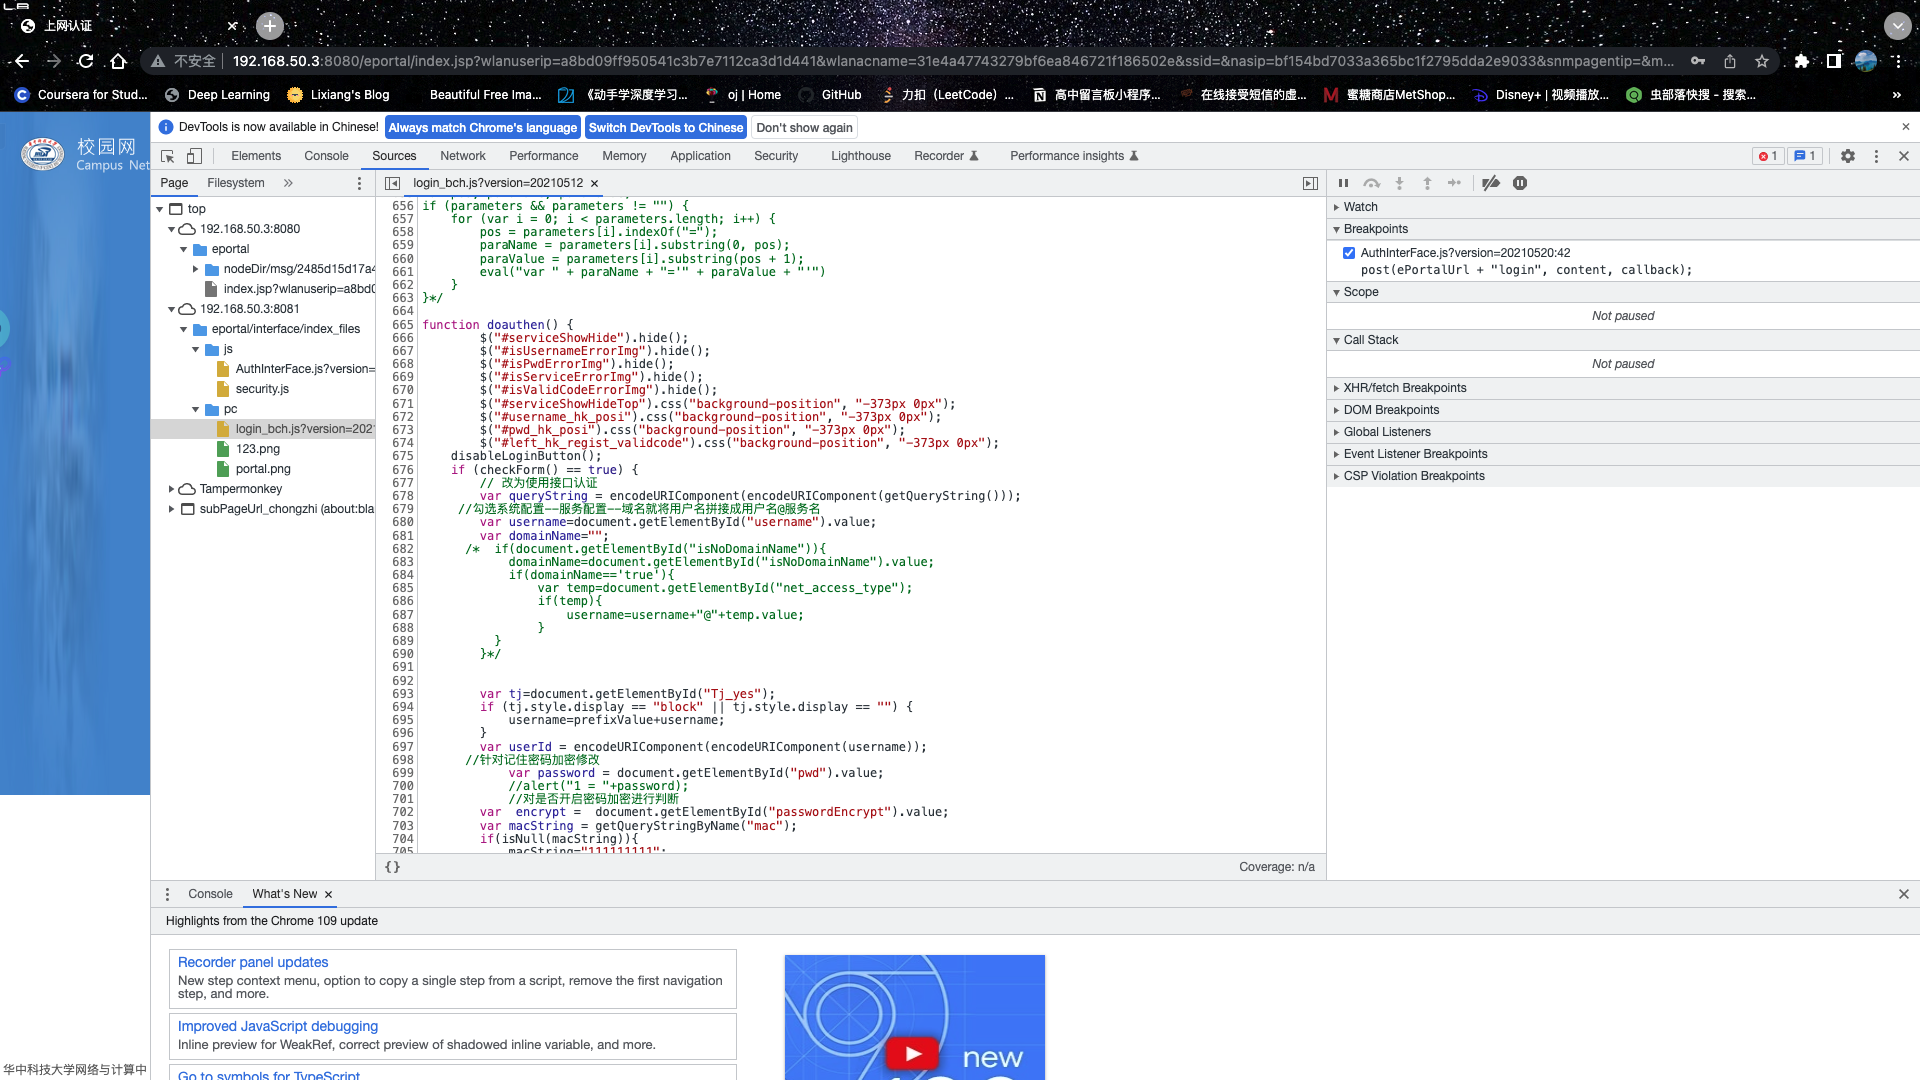 上网认证
不安全 192.168.50.3:8080/eportal/index.jsp?wlanuserip=a8bd09ff950541c3b7e7112ca3d1d441&wlanacname=31e4a47743279bf6ea846721f186502e&ssid=&nasip=bf154bd7033a365bc1f2795dda2e9033&snmpagentip=&m...
Coursera for Stud... Deep Learning Lixiang's Blog Beautiful Free Ima... 《动手学深度学习... oj | Home GitHub 力扣（LeetCode）... 高中留言板小程序... 在线接受短信的虚... 蜜糖商店MetShop... Disney+ | 视频播放... 虫部落快搜 - 搜索... »
校园网
Campus Net
DevTools is now available in Chinese! Always match Chrome's language Switch DevTools to Chinese Don't show again
Elements Console Sources Network Performance Memory Application Security Lighthouse Recorder Performance insights 1 1
Page Filesystem » login_bch.js?version=20210512
top
192.168.50.3:8080
eportal
nodeDir/msg/2485d15d17a4
index.jsp?wlanuserip=a8bd0
192.168.50.3:8081
eportal/interface/index_files
js
AuthInterFace.js?version=
security.js
pc
login_bch.js?version=202
123.png
portal.png
Tampermonkey
subPageUrl_chongzhi (about:bla
656 if (parameters && parameters != "") {
657 for (var i = 0; i < parameters.length; i++) {
658 pos = parameters[i].indexOf("=");
659 paraName = parameters[i].substring(0, pos);
660 paraValue = parameters[i].substring(pos + 1);
661 eval("var " + paraName + "='" + paraValue + "'")
662 }
663 }*/
664
665 function doauthen() {
666 $("#serviceShowHide").hide();
667 $("#isUsernameErrorImg").hide();
668 $("#isPwdErrorImg").hide();
669 $("#isServiceErrorImg").hide();
670 $("#isValidCodeErrorImg").hide();
671 $("#serviceShowHideTop").css("background-position", "-373px 0px");
672 $("#username_hk_posi").css("background-position", "-373px 0px");
673 $("#pwd_hk_posi").css("background-position", "-373px 0px");
674 $("#left_hk_regist_validcode").css("background-position", "-373px 0px");
675 disableLoginButton();
676 if (checkForm() == true) {
677 // 改为使用接口认证
678 var queryString = encodeURIComponent(encodeURIComponent(getQueryString()));
679 //勾选系统配置--服务配置--域名就将用户名拼接成用户名@服务名
680 var username=document.getElementById("username").value;
681 var domainName="";
682 /* if(document.getElementById("isNoDomainName")){
683 domainName=document.getElementById("isNoDomainName").value;
684 if(domainName=='true'){
685 var temp=document.getElementById("net_access_type");
686 if(temp){
687 username=username+"@"+temp.value;
688 }
689 }
690 }*/
691
692
693 var tj=document.getElementById("Tj_yes");
694 if (tj.style.display == "block" || tj.style.display == "") {
695 username=prefixValue+username;
696 }
697 var userId = encodeURIComponent(encodeURIComponent(username));
698 //针对记住密码加密修改
699 var password = document.getElementById("pwd").value;
700 //alert("1 = "+password);
701 //对是否开启密码加密进行判断
702 var encrypt = document.getElementById("passwordEncrypt").value;
703 var macString = getQueryStringByName("mac");
704 if(isNull(macString)){
705 macString="111111111";
{} Coverage: n/a
Watch
Breakpoints
AuthInterFace.js?version=20210520:42
post(ePortalUrl + "login", content, callback);
Scope
Not paused
Call Stack
Not paused
XHR/fetch Breakpoints
DOM Breakpoints
Global Listeners
Event Listener Breakpoints
CSP Violation Breakpoints
Console What's New
Highlights from the Chrome 109 update
Recorder panel updates
New step context menu, option to copy a single step from a script, remove the first navigation
step, and more.
Improved JavaScript debugging
Inline preview for WeakRef, correct preview of shadowed inline variable, and more.
Go to symbols for TypeScript
new
华中科技大学网络与计算中